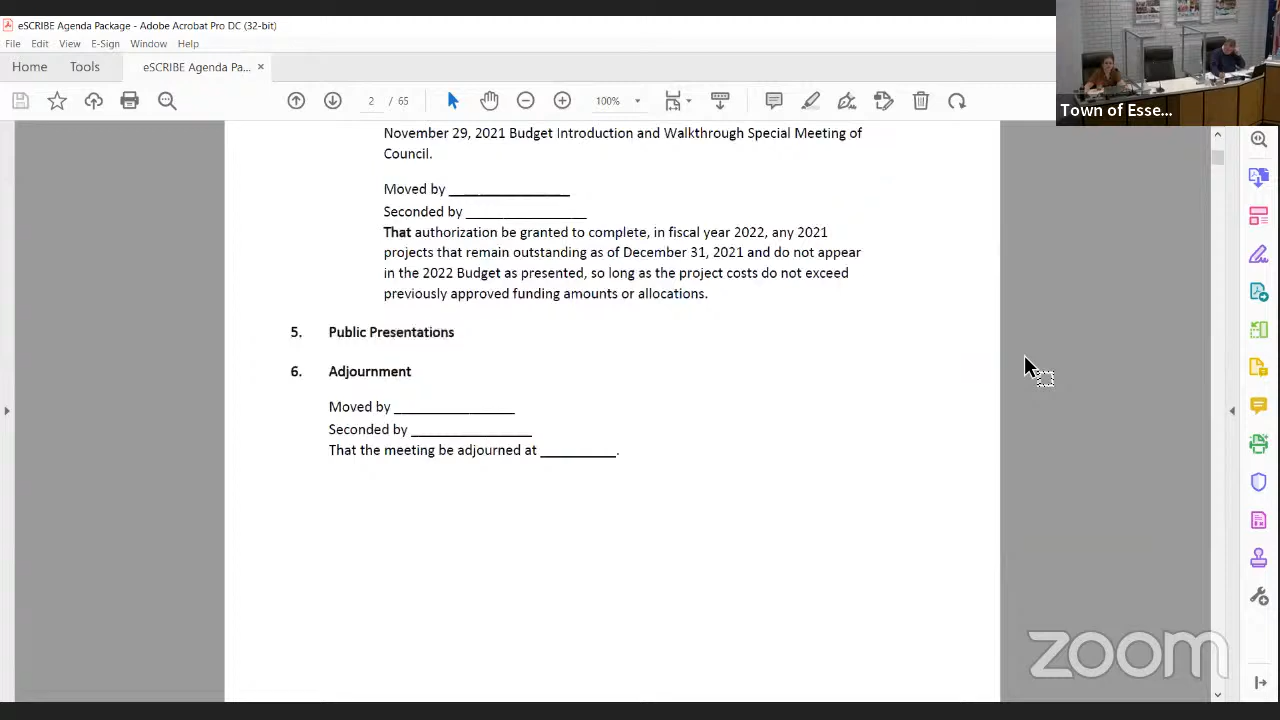 eSCRIBE Agenda Package - Adobe Acrobat Pro DC (32-bit)
File Edit View E-Sign Window Help
Home Tools eSCRIBE Agenda Pa... ×
2 / 65 100%
Town of Esse...
November 29, 2021 Budget Introduction and Walkthrough Special Meeting of
Council.
Moved by _________________
Seconded by _________________
That authorization be granted to complete, in fiscal year 2022, any 2021
projects that remain outstanding as of December 31, 2021 and do not appear
in the 2022 Budget as presented, so long as the project costs do not exceed
previously approved funding amounts or allocations.
5. Public Presentations
6. Adjournment
Moved by _________________
Seconded by _________________
That the meeting be adjourned at __________.
zoom